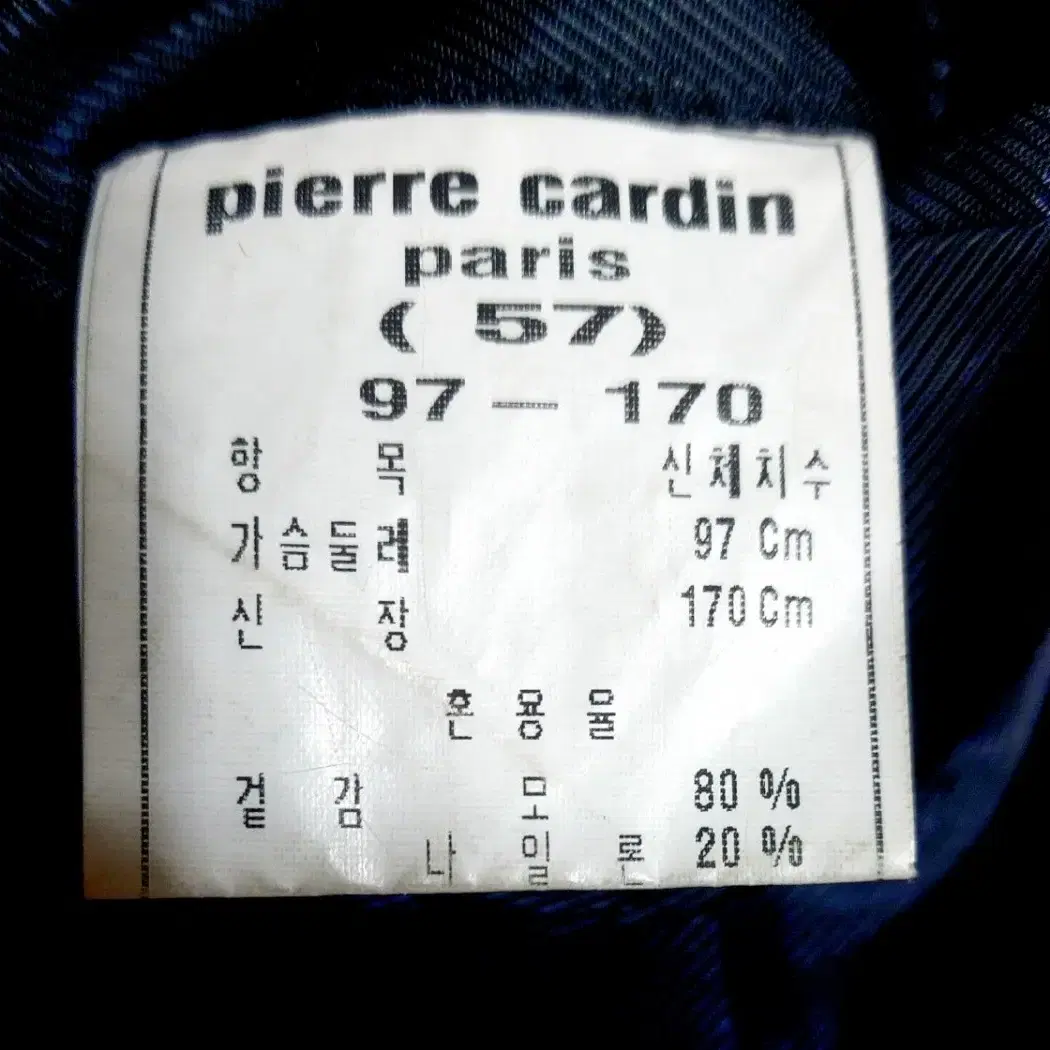 pierre cardin
paris
( 57)
97 — 170
항 목 신체치수
가슴둘레 97 Cm
신 장 170 Cm
혼 용 율
겉 감 모 80 %
나 일 론 20 %